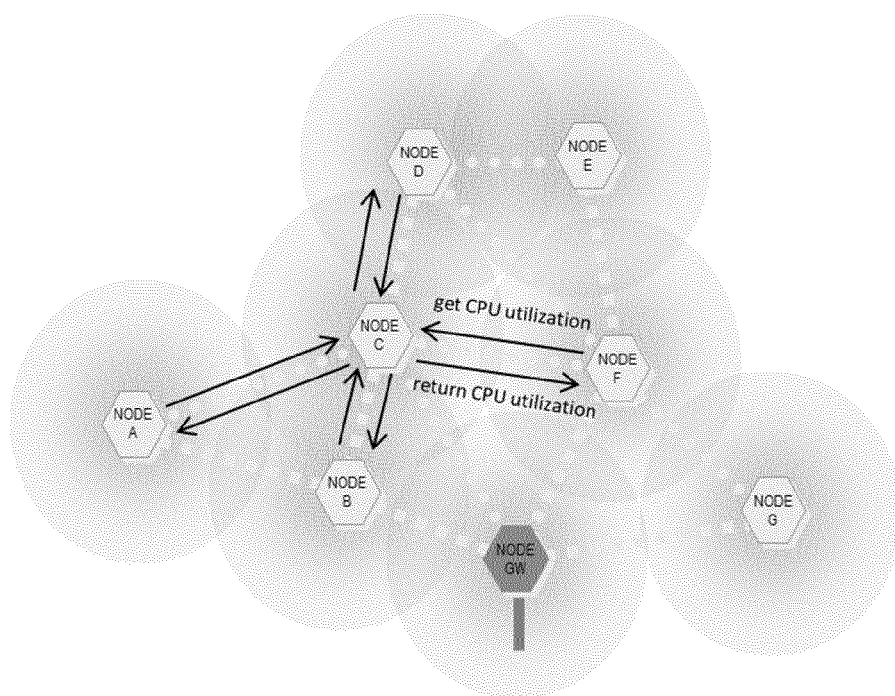 NODE
D
NODE
E
get CPU utilization
NODE
C
NODE
F
return CPU utilization
NODE
A
NODE
B
NODE
G
NODE
GW